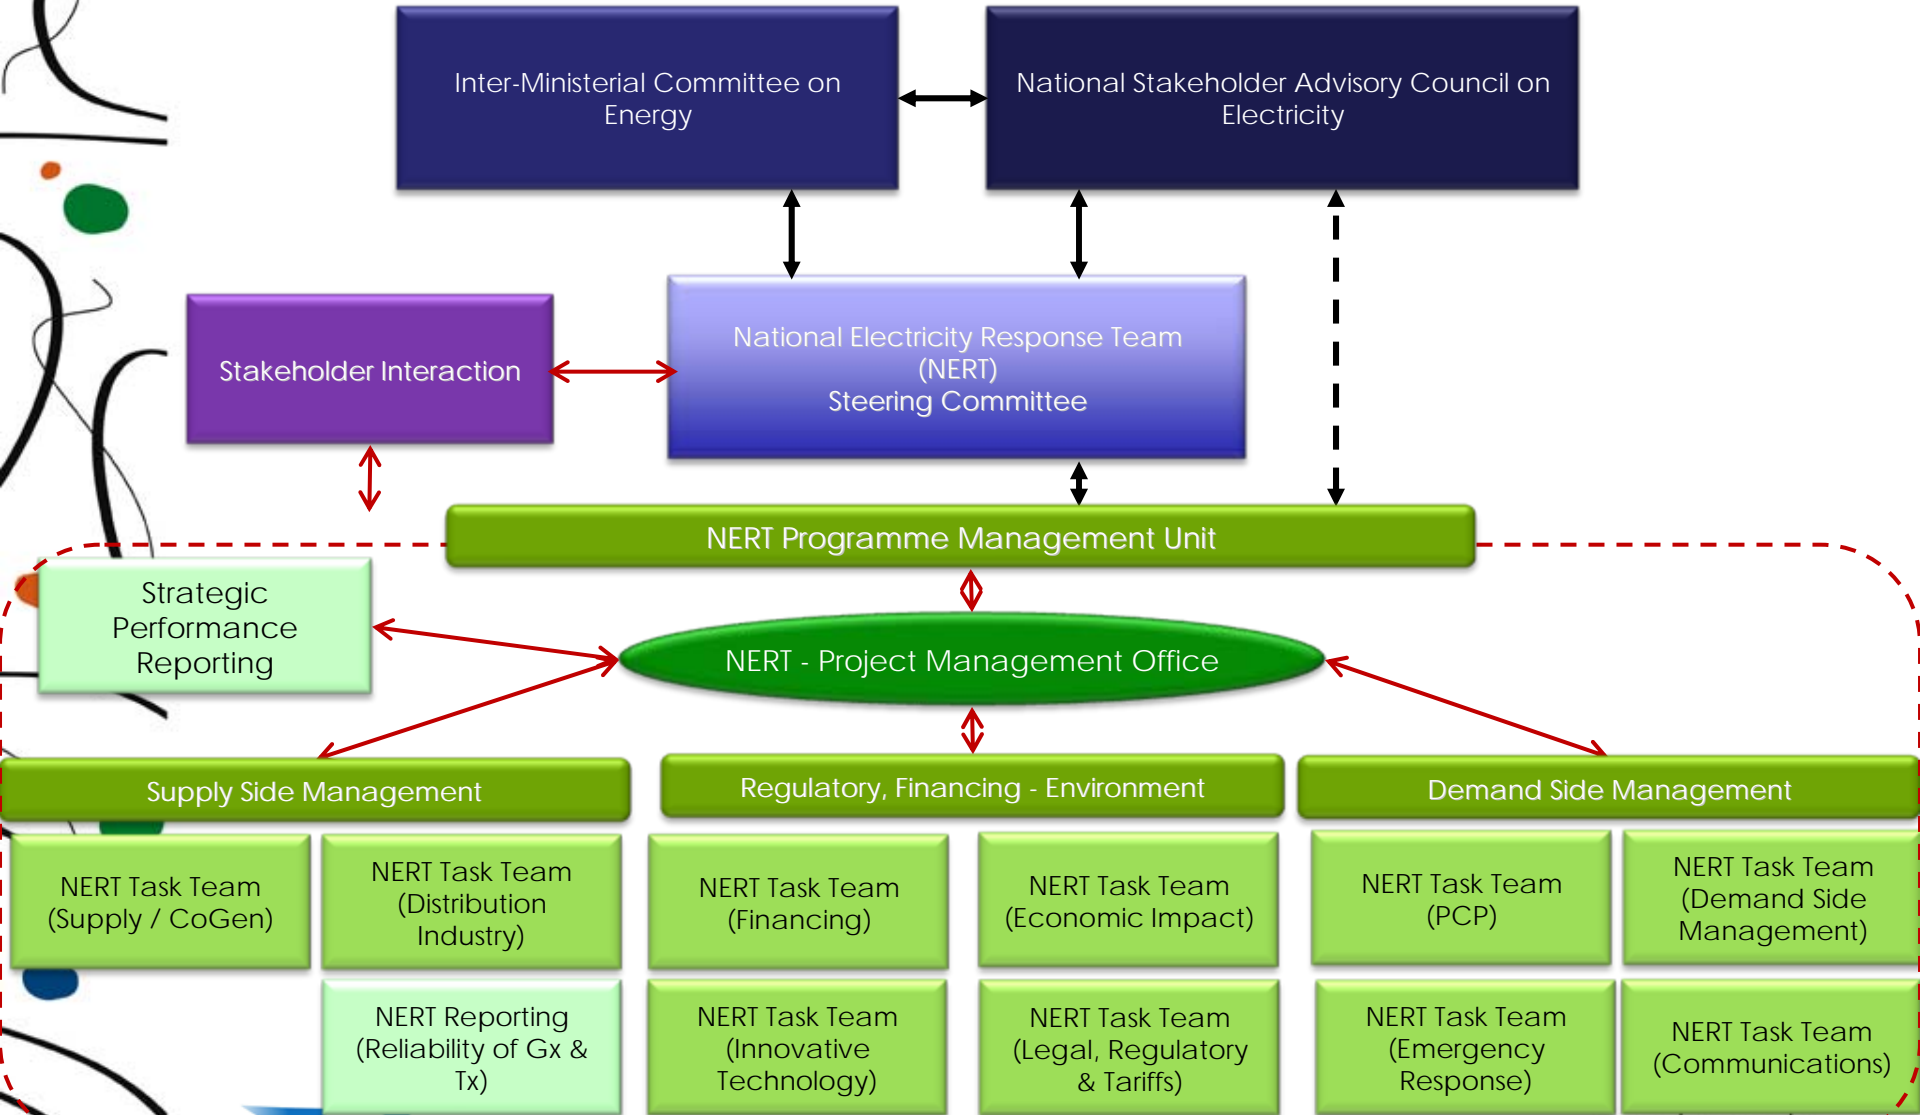 Inter-Ministerial Committee on
Energy
National Stakeholder Advisory Council on
Electricity
Stakeholder Interaction
National Electricity Response Team
(NERT)
Steering Committee
NERT Programme Management Unit
Strategic
Performance
Reporting
NERT - Project Management Office
Supply Side Management
Regulatory, Financing - Environment
Demand Side Management
NERT Task Team
(Supply / CoGen)
NERT Task Team
(Distribution
Industry)
NERT Task Team
(Financing)
NERT Task Team
(Economic Impact)
NERT Task Team
(PCP)
NERT Task Team
(Demand Side
Management)
NERT Reporting
(Reliability of Gx &
Tx)
NERT Task Team
(Innovative
Technology)
NERT Task Team
(Legal, Regulatory
& Tariffs)
NERT Task Team
(Emergency
Response)
NERT Task Team
(Communications)